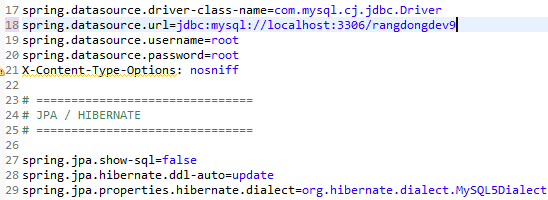 17 spring.datasource.driver-class-name=com.mysql.cj.jdbc.Driver
18 spring.datasource.url=jdbc:mysql://localhost:3306/rangdongdev9
19 spring.datasource.username=root
20 spring.datasource.password=root
21 X-Content-Type-Options: nosniff
22
23 # ===============================
24 # JPA / HIBERNATE
25 # ===============================
26
27 spring.jpa.show-sql=false
28 spring.jpa.hibernate.ddl-auto=update
29 spring.jpa.properties.hibernate.dialect=org.hibernate.dialect.MySQL5Dialect